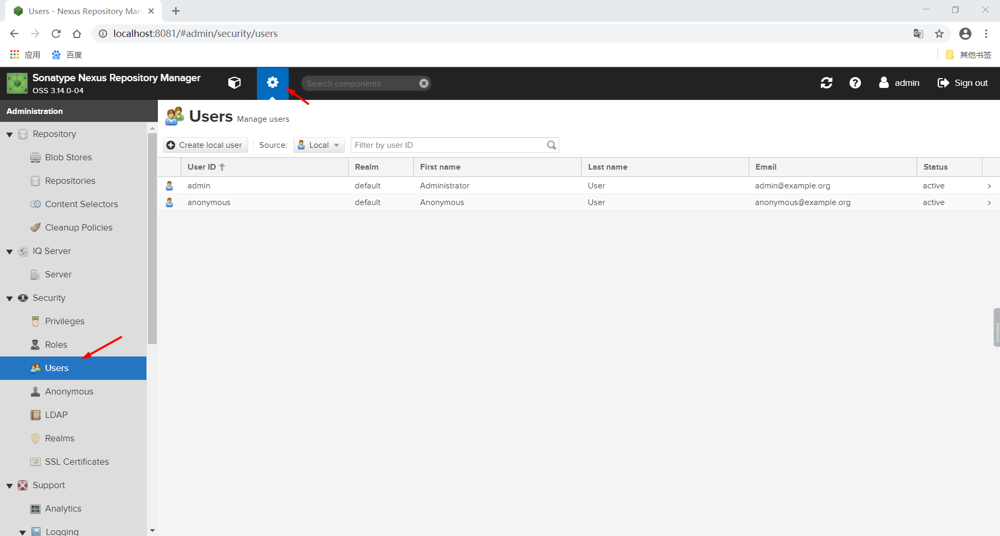 Users - Nexus Repository Man
localhost:8081/#admin/security/users
应用 百度 其他书签
Sonatype Nexus Repository Manager
OSS 3.14.0-04
Search components
admin Sign out
Administration
Repository
Blob Stores
Repositories
Content Selectors
Cleanup Policies
IQ Server
Server
Security
Privileges
Roles
Users
Anonymous
LDAP
Realms
SSL Certificates
Support
Analytics
Logging
Users Manage users
Create local user Source: Local Filter by user ID
User ID Realm First name Last name Email Status
admin default Administrator User admin@example.org active
anonymous default Anonymous User anonymous@example.org active